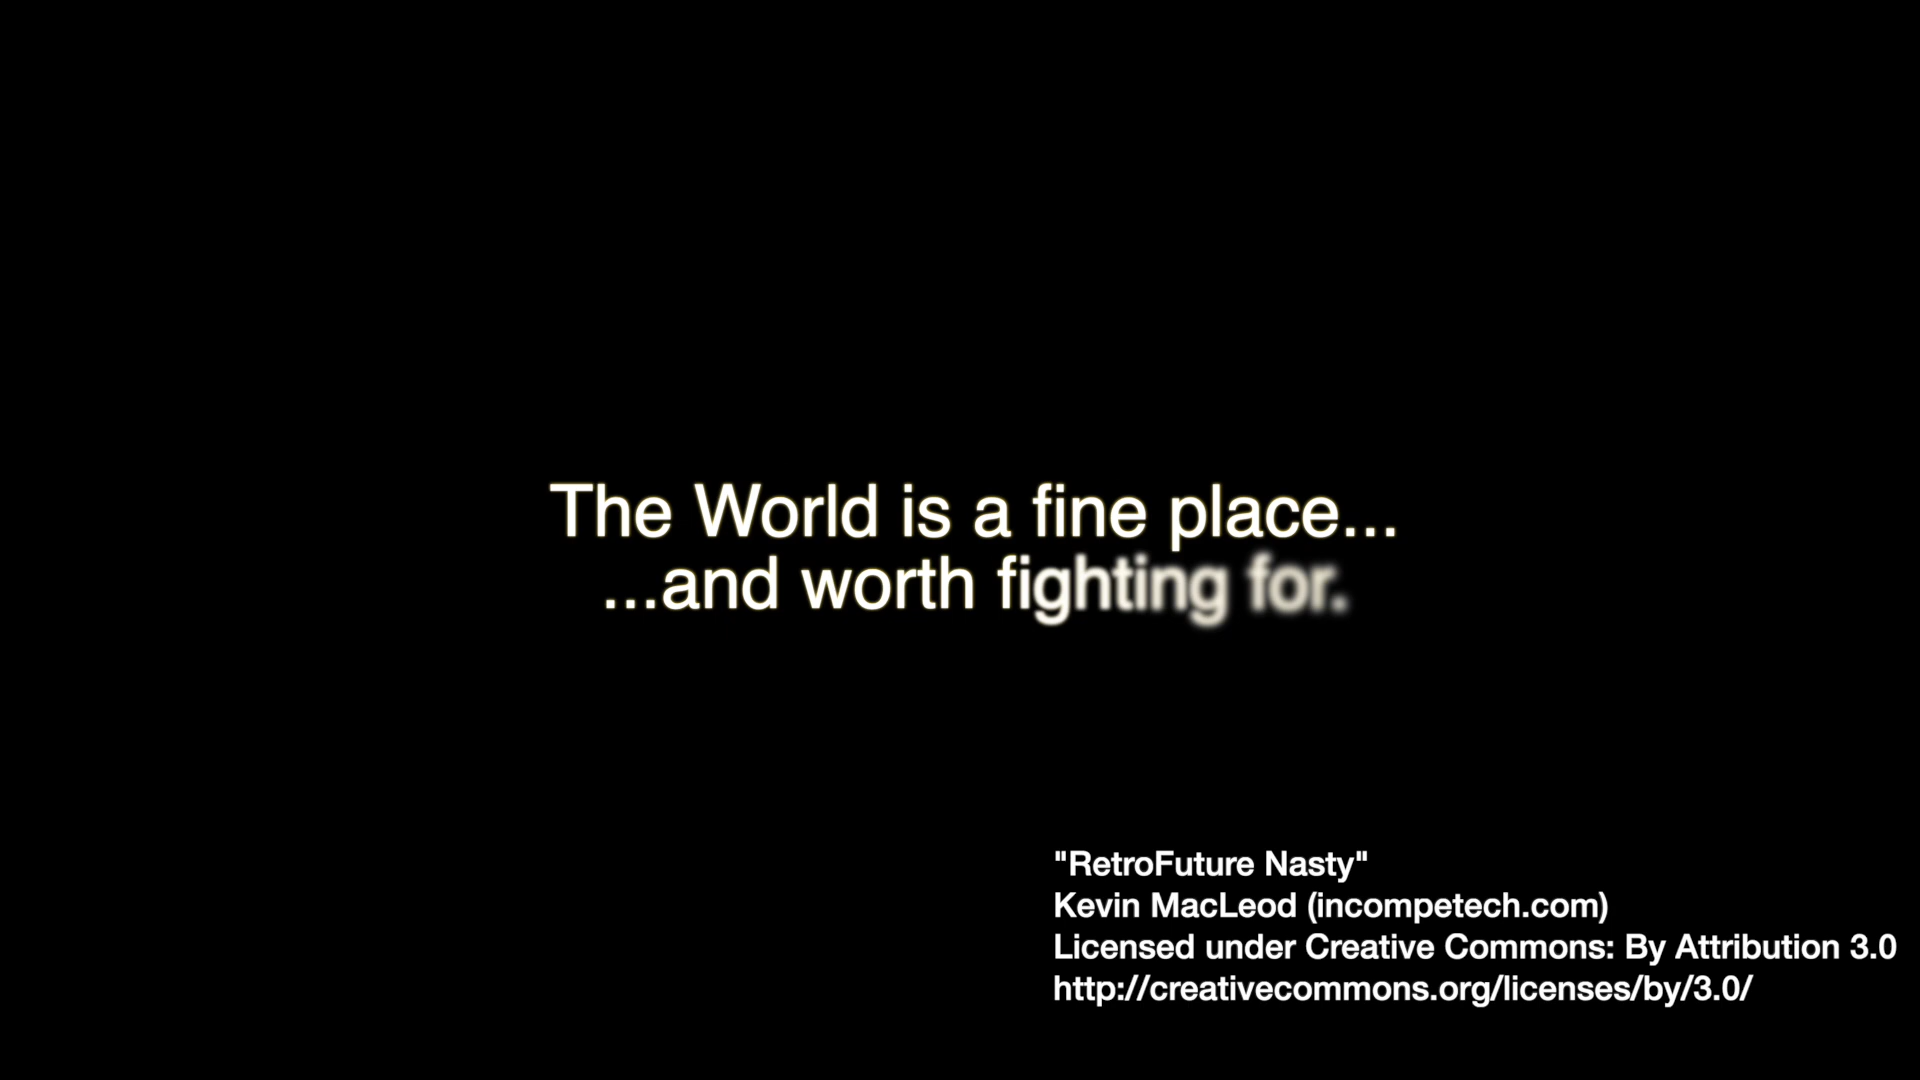 The World is a fine place...
...and worth fighting for.
"RetroFuture Nasty"
Kevin MacLeod (incompetech.com)
Licensed under Creative Commons: By Attribution 3.0
http://creativecommons.org/licenses/by/3.0/